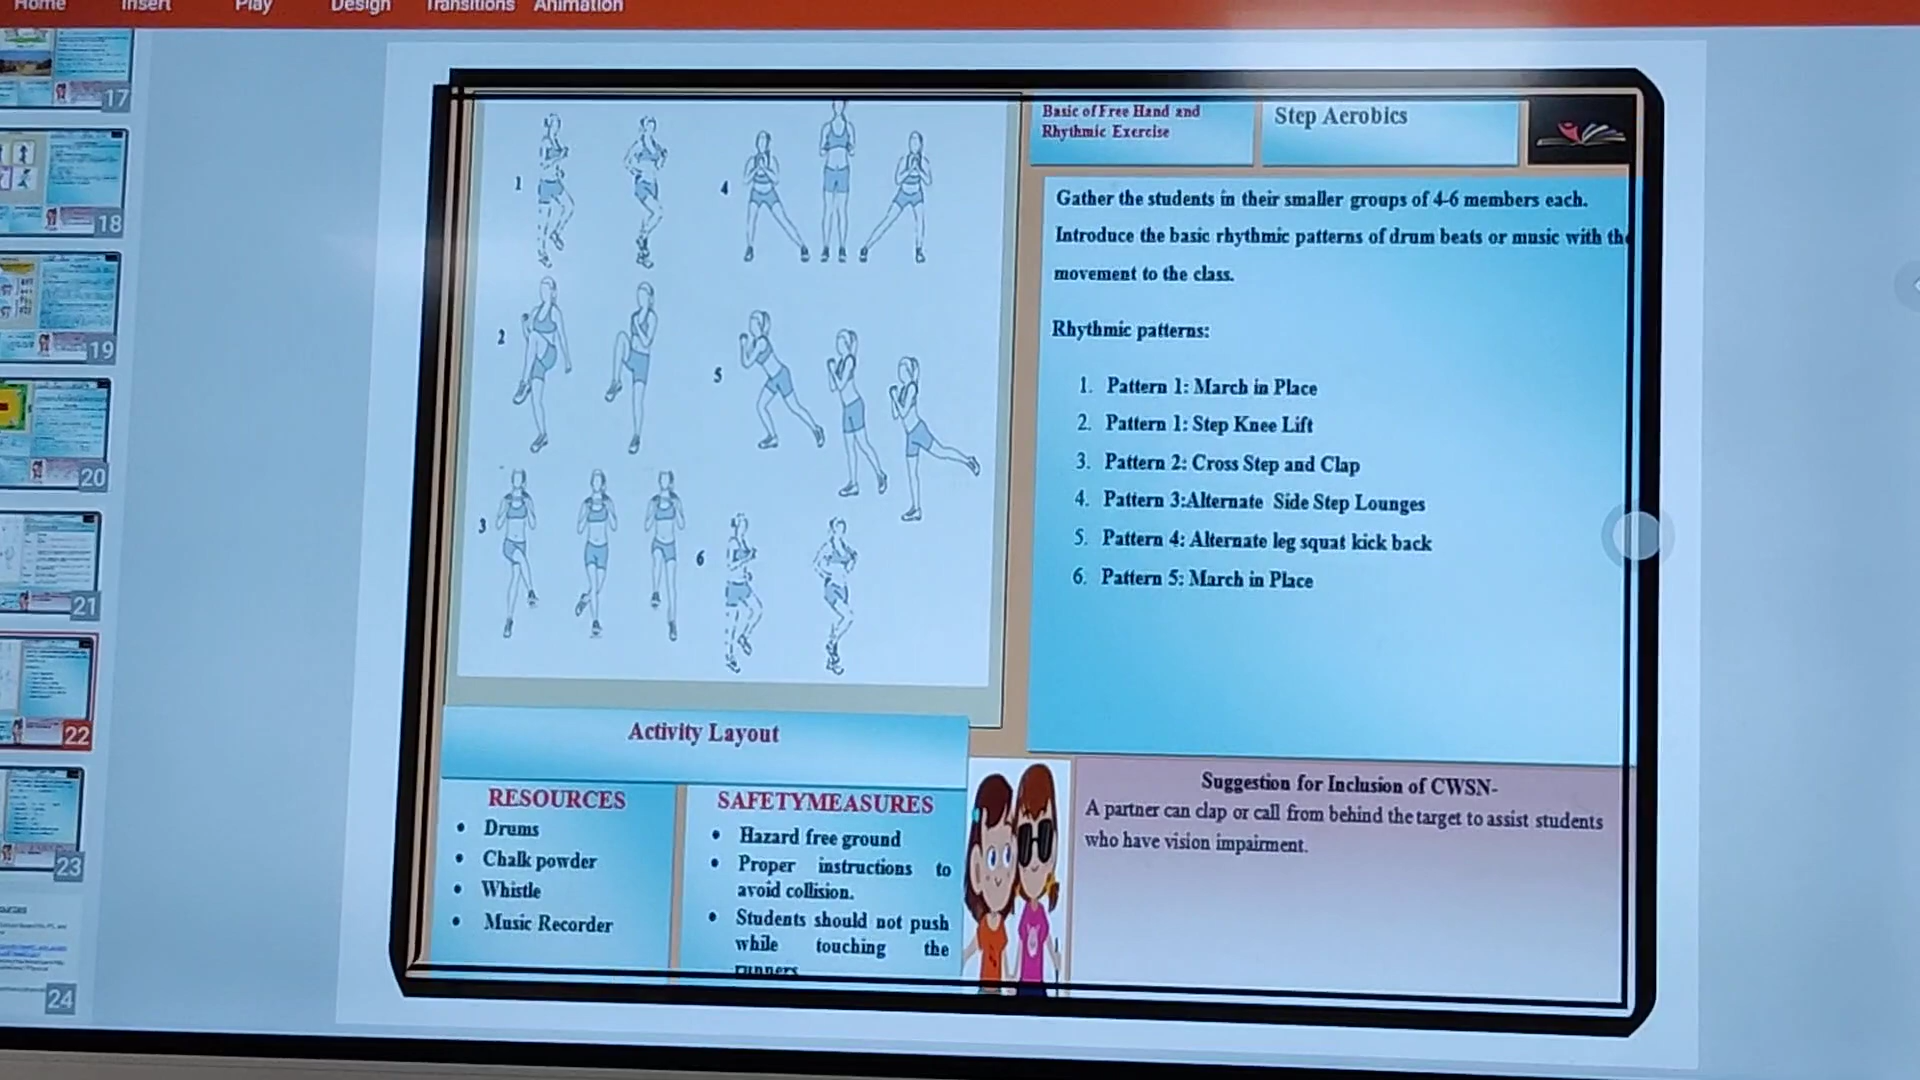 Home Insert Play Design Transitions Animation
17
18
19
20
21
22
23
24
1
2
3
4
5
6
Basic of Free Hand and
Rhythmic Exercise
Step Aerobics
Gather the students in their smaller groups of 4-6 members each.
Introduce the basic rhythmic patterns of drum beats or music with the
movement to the class.
Rhythmic patterns:
1. Pattern 1: March in Place
2. Pattern 1: Step Knee Lift
3. Pattern 2: Cross Step and Clap
4. Pattern 3:Alternate Side Step Lounges
5. Pattern 4: Alternate leg squat kick back
6. Pattern 5: March in Place
Activity Layout
RESOURCES
• Drums
• Chalk powder
• Whistle
• Music Recorder
SAFETYMEASURES
• Hazard free ground
• Proper instructions to
avoid collision.
• Students should not push
while touching the
runners
Suggestion for Inclusion of CWSN-
A partner can clap or call from behind the target to assist students
who have vision impairment.